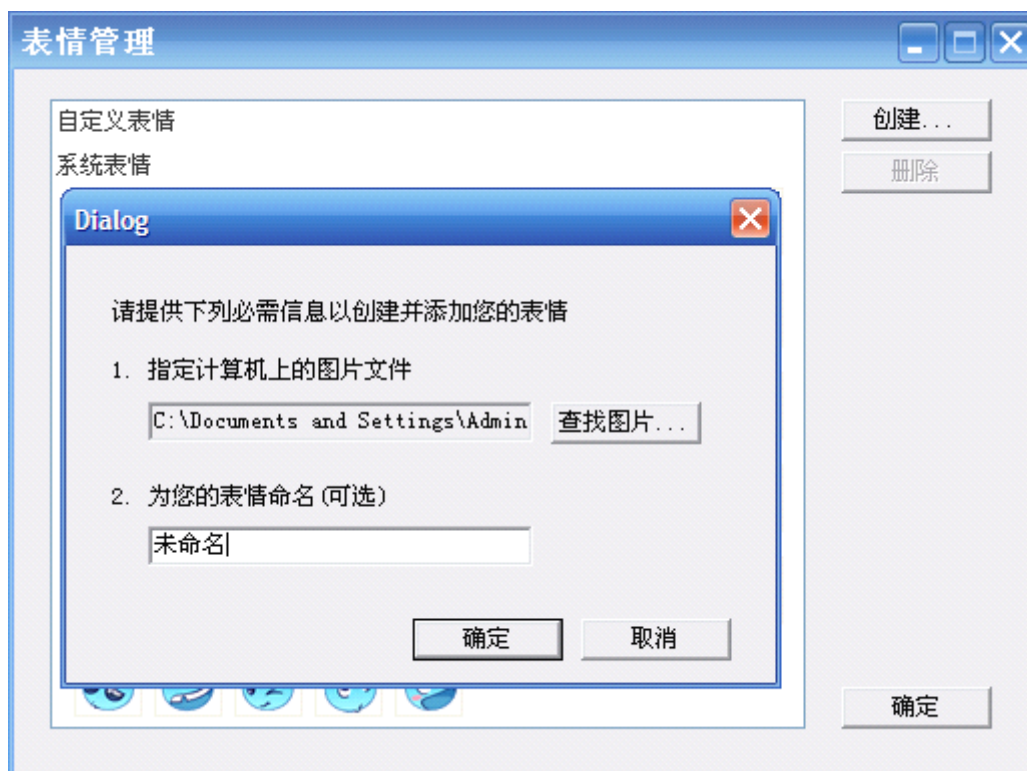 表情管理
自定义表情
创建...
系统表情
删除
Dialog
请提供下列必需信息以创建并添加您的表情
1. 指定计算机上的图片文件
C:\Documents and Settings\Admin
查找图片...
2. 为您的表情命名(可选)
未命名
确定
取消
确定